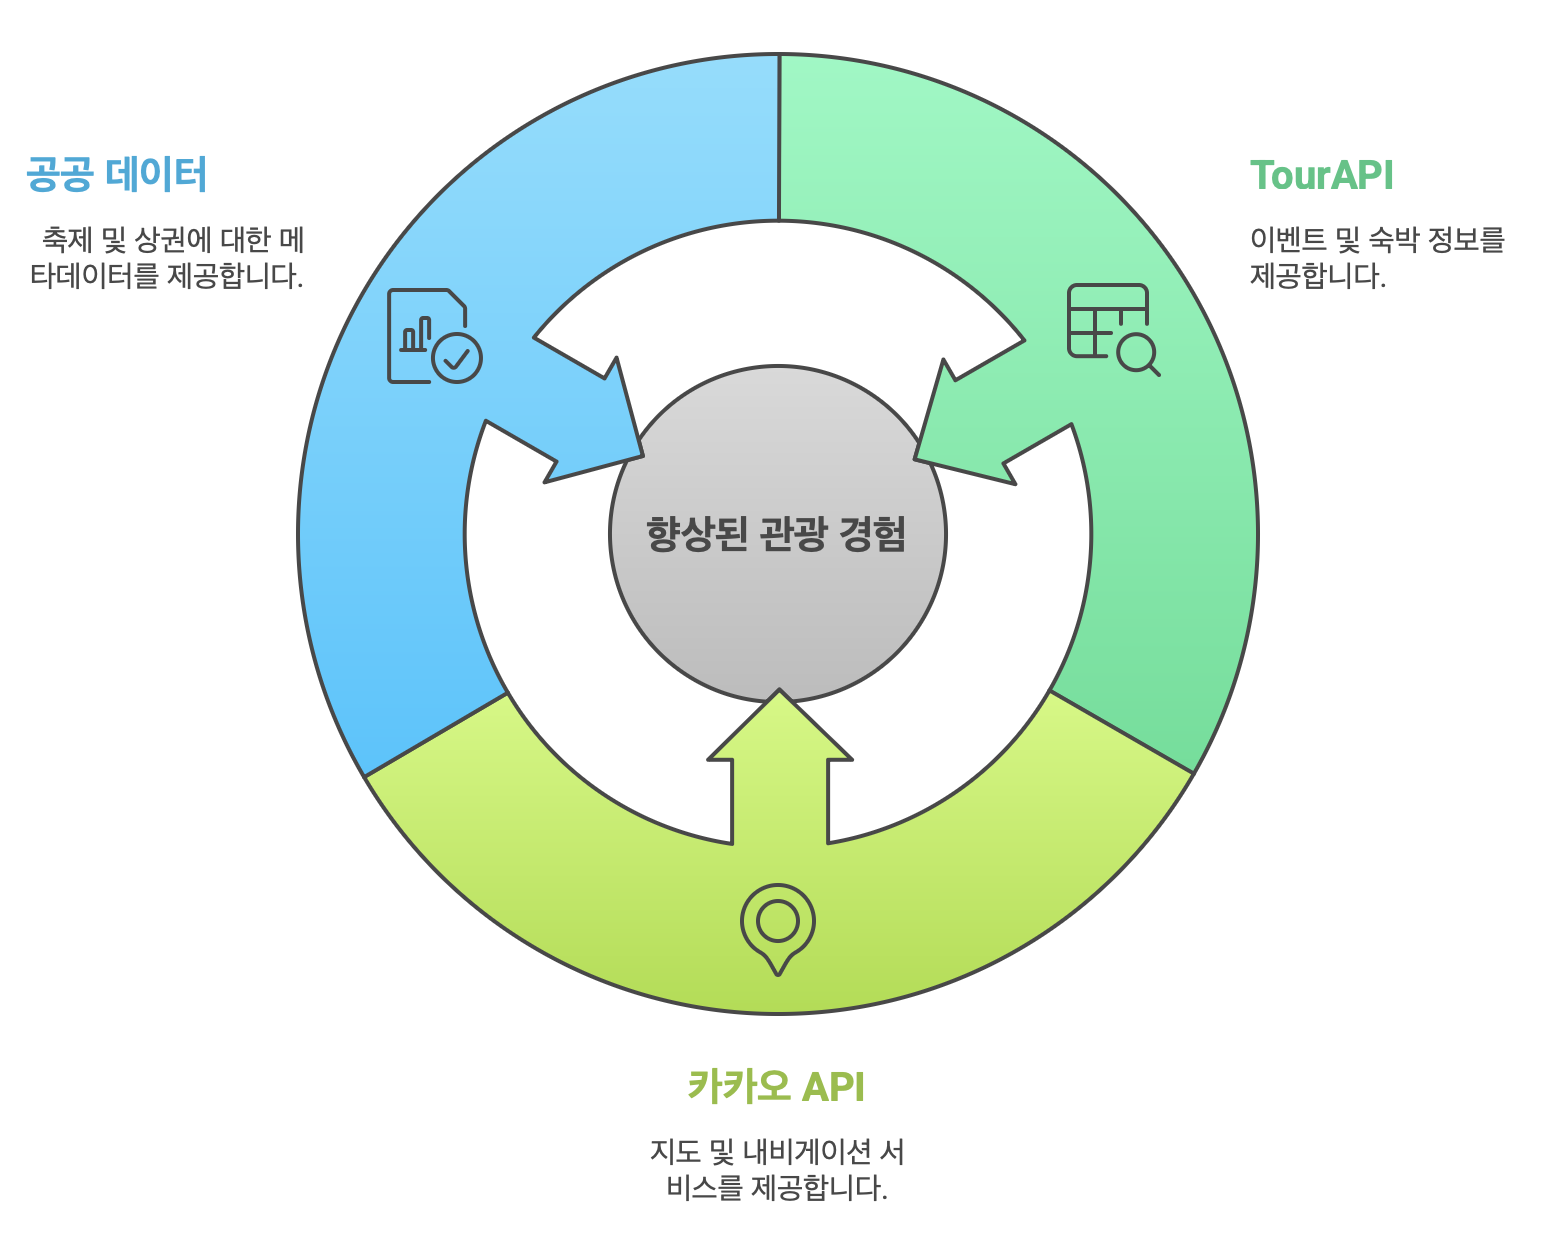 공공 데이터
축제 및 상권에 대한 메
타데이터를 제공합니다.
TourAPI
이벤트 및 숙박 정보를
제공합니다.
향상된 관광 경험
카카오 API
지도 및 내비게이션 서
비스를 제공합니다.